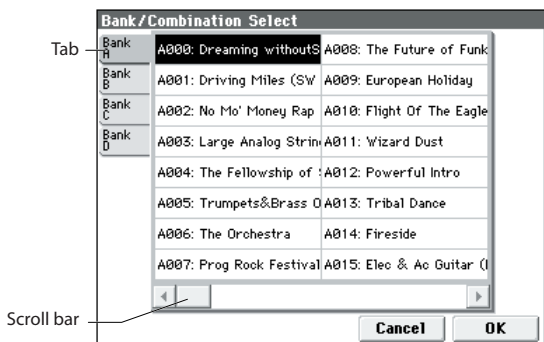 Bank/Combination Select
Tab
Bank A
Bank B
Bank C
Bank D
A000: Dreaming withoutS A008: The Future of Funk
A001: Driving Miles (SW A009: European Holiday
A002: No Mo' Money Rap A010: Flight Of The Eagle
A003: Large Analog Strin A011: Wizard Dust
A004: The Fellowship of A012: Powerful Intro
A005: Trumpets&Brass O A013: Tribal Dance
A006: The Orchestra A014: Fireside
A007: Prog Rock Festival A015: Elec & Ac Guitar (
Scroll bar
Cancel OK